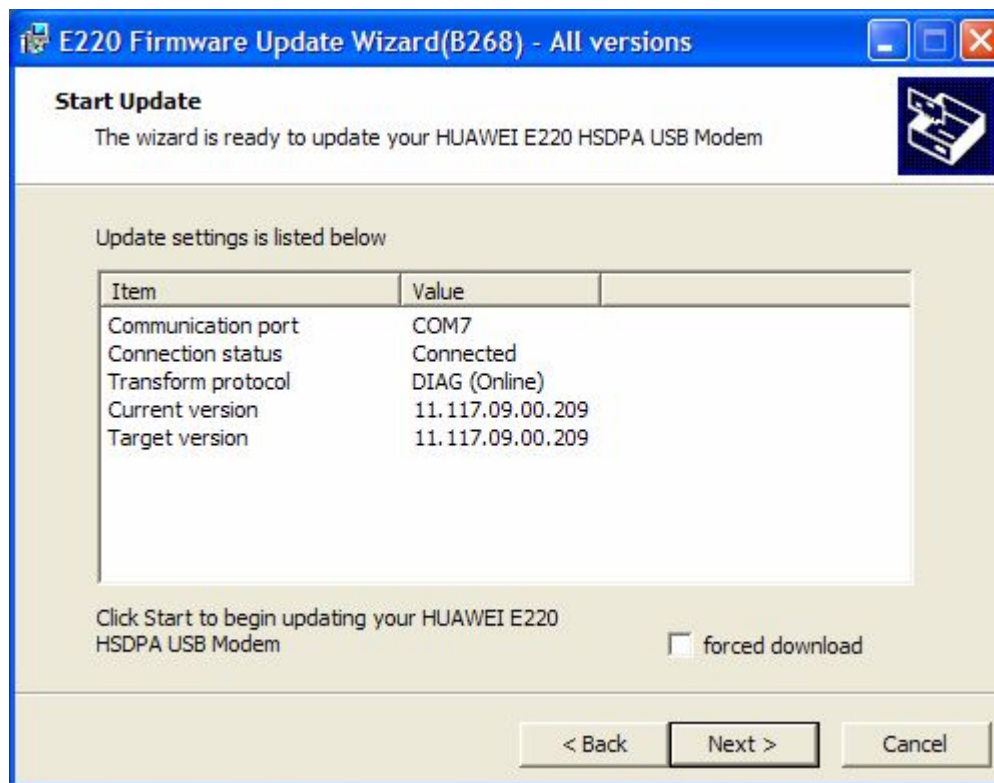 E220 Firmware Update Wizard(B268) - All versions
Start Update
The wizard is ready to update your HUAWEI E220 HSDPA USB Modem
Update settings is listed below
Item Value
Communication port COM7
Connection status Connected
Transform protocol DIAG (Online)
Current version 11.117.09.00.209
Target version 11.117.09.00.209
Click Start to begin updating your HUAWEI E220
HSDPA USB Modem
forced download
< Back Next > Cancel